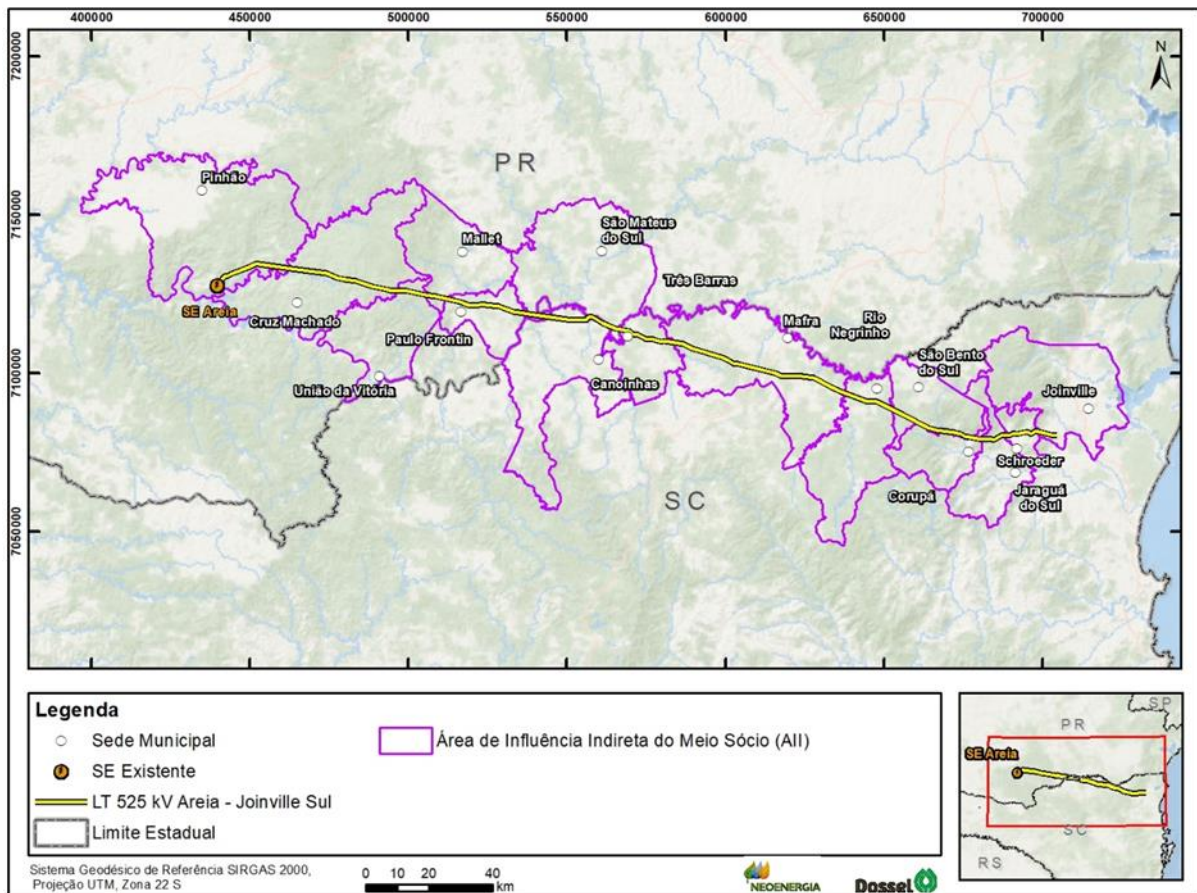 400000 450000 500000 550000 600000 650000 700000
7200000
7150000
7100000
7050000
N
PR
Pinhão
Mallet
São Mateus
do Sul
Três Barras
SE Areia
Cruz Machado
Paulo Frontin
União da Vitória
Canoinhas
Mafra
Rio
Negrinho
São Bento
do Sul
Joinville
Schroeder
Corupá
Jaraguá
do Sul
SC
Legenda
Sede Municipal
SE Existente
LT 525 kV Areia - Joinville Sul
Limite Estadual
Área de Influência Indireta do Meio Sócio (AII)
SP
PR
SE Areia
SC
RS
Sistema Geodésico de Referência SIRGAS 2000,
Projeção UTM, Zona 22 S
0 10 20 40
km
NEOENERGIA
Dossel